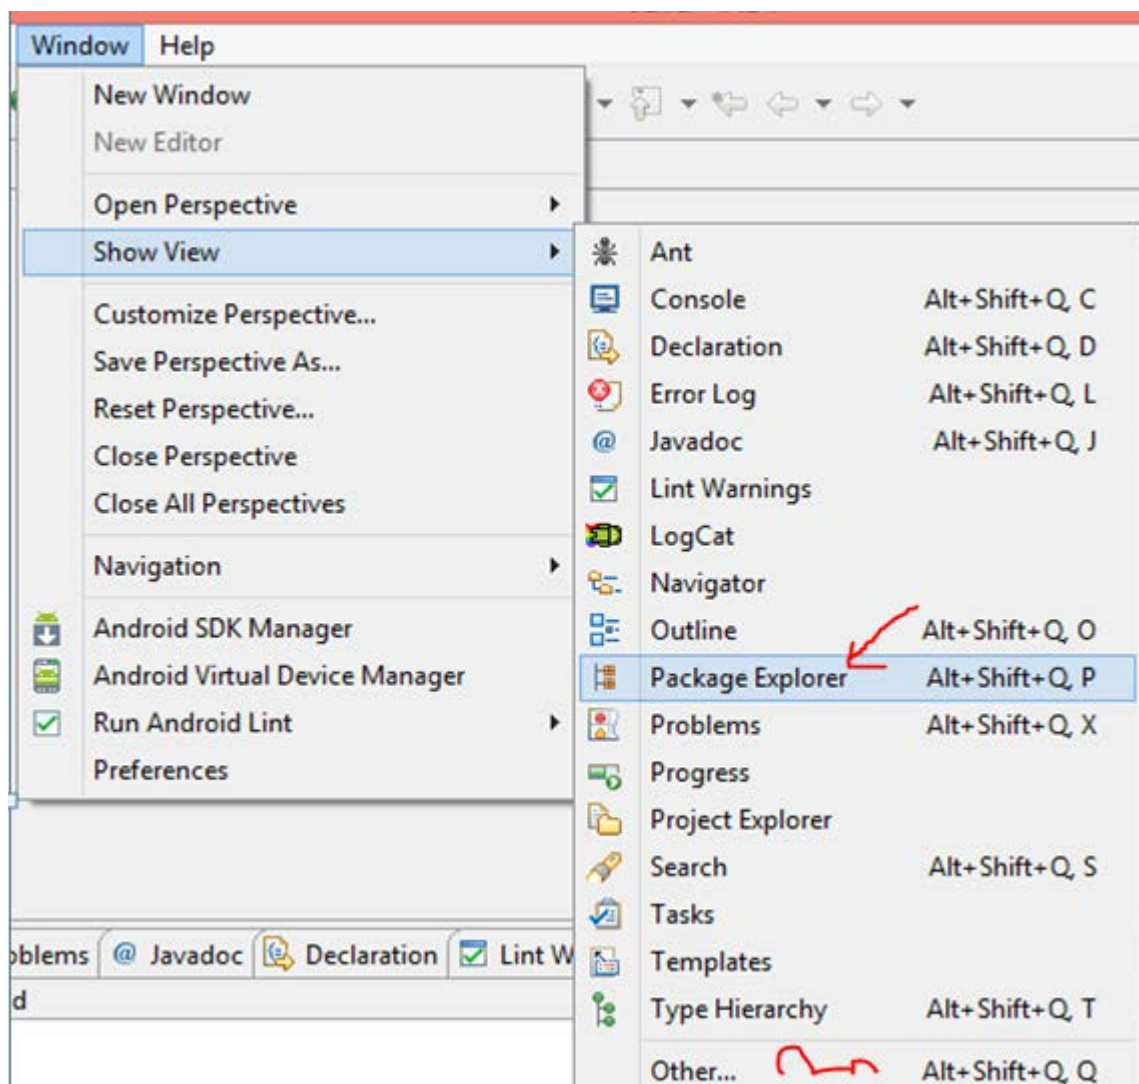 Window Help
New Window
New Editor
Open Perspective
Show View
Customize Perspective...
Save Perspective As...
Reset Perspective...
Close Perspective
Close All Perspectives
Navigation
Android SDK Manager
Android Virtual Device Manager
Run Android Lint
Preferences
Ant
Console Alt+Shift+Q, C
Declaration Alt+Shift+Q, D
Error Log Alt+Shift+Q, L
@ Javadoc Alt+Shift+Q, J
Lint Warnings
LogCat
Navigator
Outline Alt+Shift+Q, O
Package Explorer Alt+Shift+Q, P
Problems Alt+Shift+Q, X
Progress
Project Explorer
Search Alt+Shift+Q, S
Tasks
Templates
Type Hierarchy Alt+Shift+Q, T
Other... Alt+Shift+Q, Q
oblems @ Javadoc Declaration Lint W
d